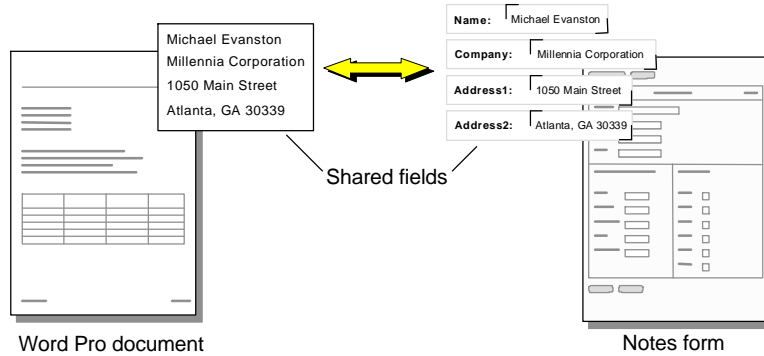 Michael Evanston
Millennia Corporation
1050 Main Street
Atlanta, GA 30339
Name: Michael Evanston
Company: Millennia Corporation
Address1: 1050 Main Street
Address2: Atlanta, GA 30339
Shared fields
Word Pro document
Notes form